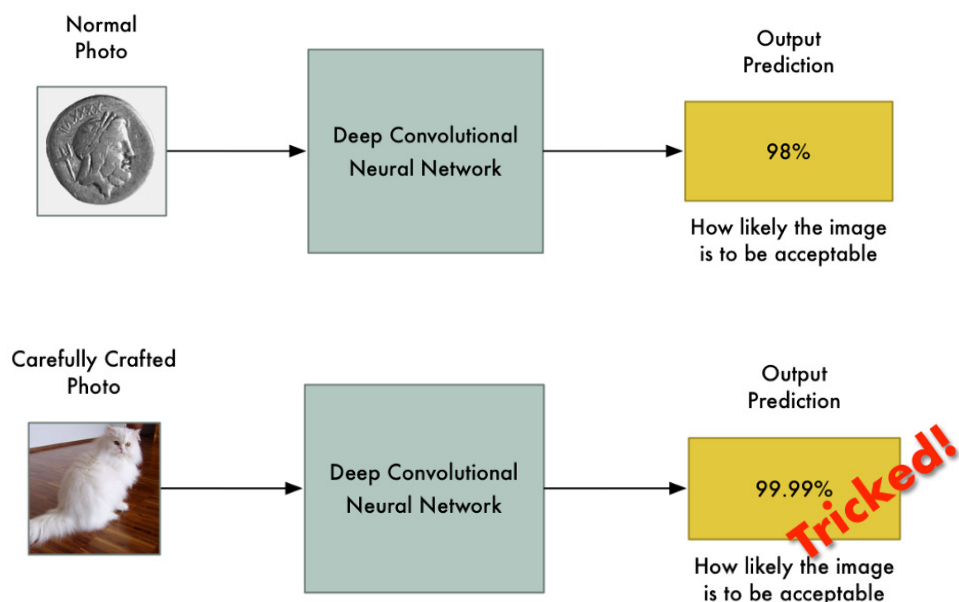 Normal
Photo
Deep Convolutional
Neural Network
Output
Prediction
98%
How likely the image
is to be acceptable
Carefully Crafted
Photo
Deep Convolutional
Neural Network
Output
Prediction
99.99%
Tricked!
How likely the image
is to be acceptable